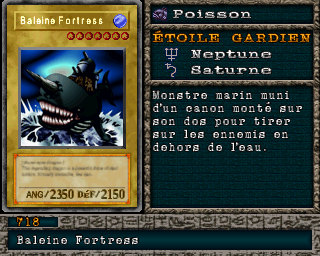 Baleine Fortress
ANG/2350 DÉF/2150
Poisson
ÉTOILE GARDIEN
Neptune
Saturne
Monstre marin muni
d'un canon monté sur
son dos pour tirer
sur les ennemis en
dehors de l'eau.
718
Baleine Fortress